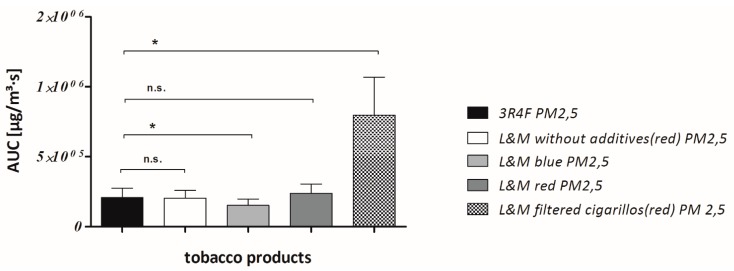 2×10⁰⁶
*
1×10⁰⁶
n.s.
*
5×10⁰⁵
n.s.
0
AUC [µg/m³·s]
tobacco products
3R4F PM2,5
L&M without additives(red) PM2,5
L&M blue PM2,5
L&M red PM2,5
L&M filtered cigarillos(red) PM 2,5